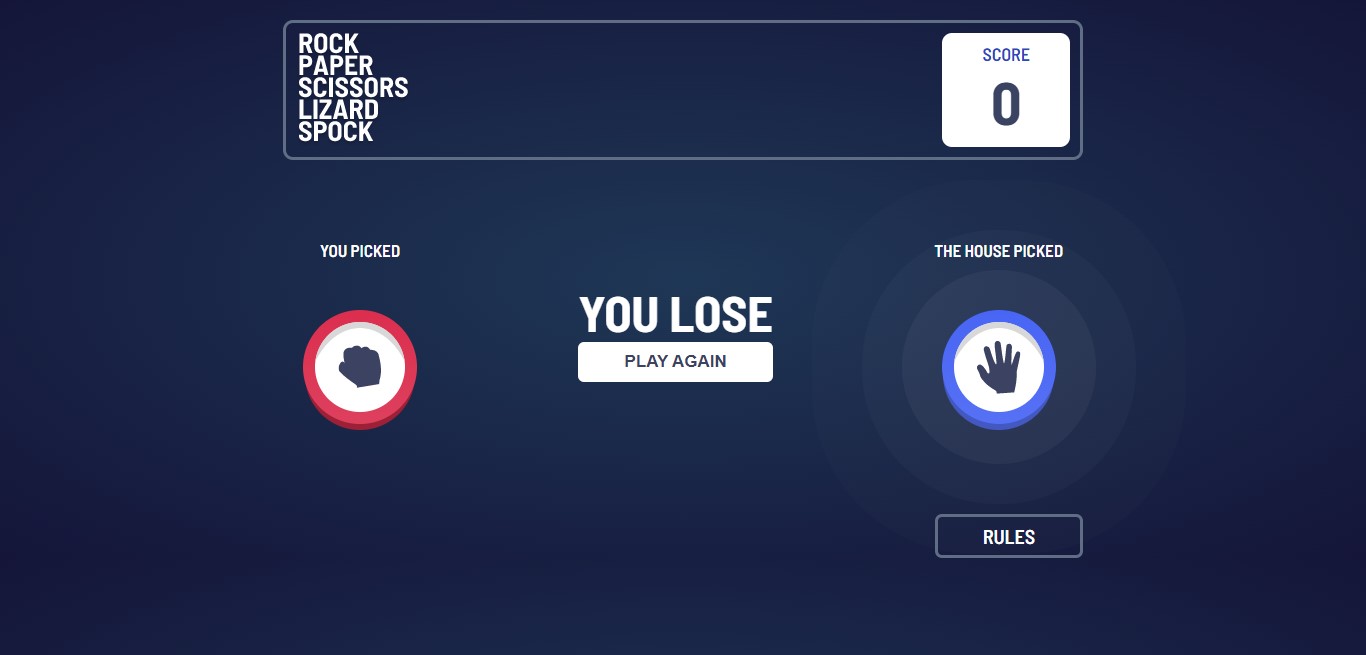 ROCK
PAPER
SCISSORS
LIZARD
SPOCK
SCORE
0
YOU PICKED
THE HOUSE PICKED
YOU LOSE
PLAY AGAIN
RULES